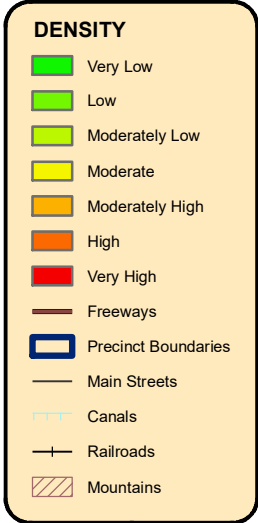 DENSITY
Very Low
Low
Moderately Low
Moderate
Moderately High
High
Very High
Freeways
Precinct Boundaries
Main Streets
Canals
Railroads
Mountains